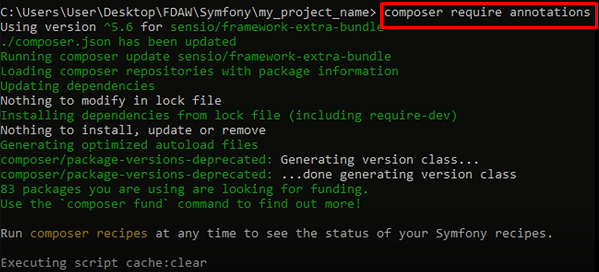 C:\Users\User\Desktop\FDAW\Symfony\my_project_name> composer require annotations
Using version ^5.6 for sensio/framework-extra-bundle
./composer.json has been updated
Running composer update sensio/framework-extra-bundle
Loading composer repositories with package information
Updating dependencies
Nothing to modify in lock file
Installing dependencies from lock file (including require-dev)
Nothing to install, update or remove
Generating optimized autoload files
composer/package-versions-deprecated: Generating version class...
composer/package-versions-deprecated: ...done generating version class
83 packages you are using are looking for funding.
Use the `composer fund` command to find out more!
Run composer recipes at any time to see the status of your Symfony recipes.
Executing script cache:clear